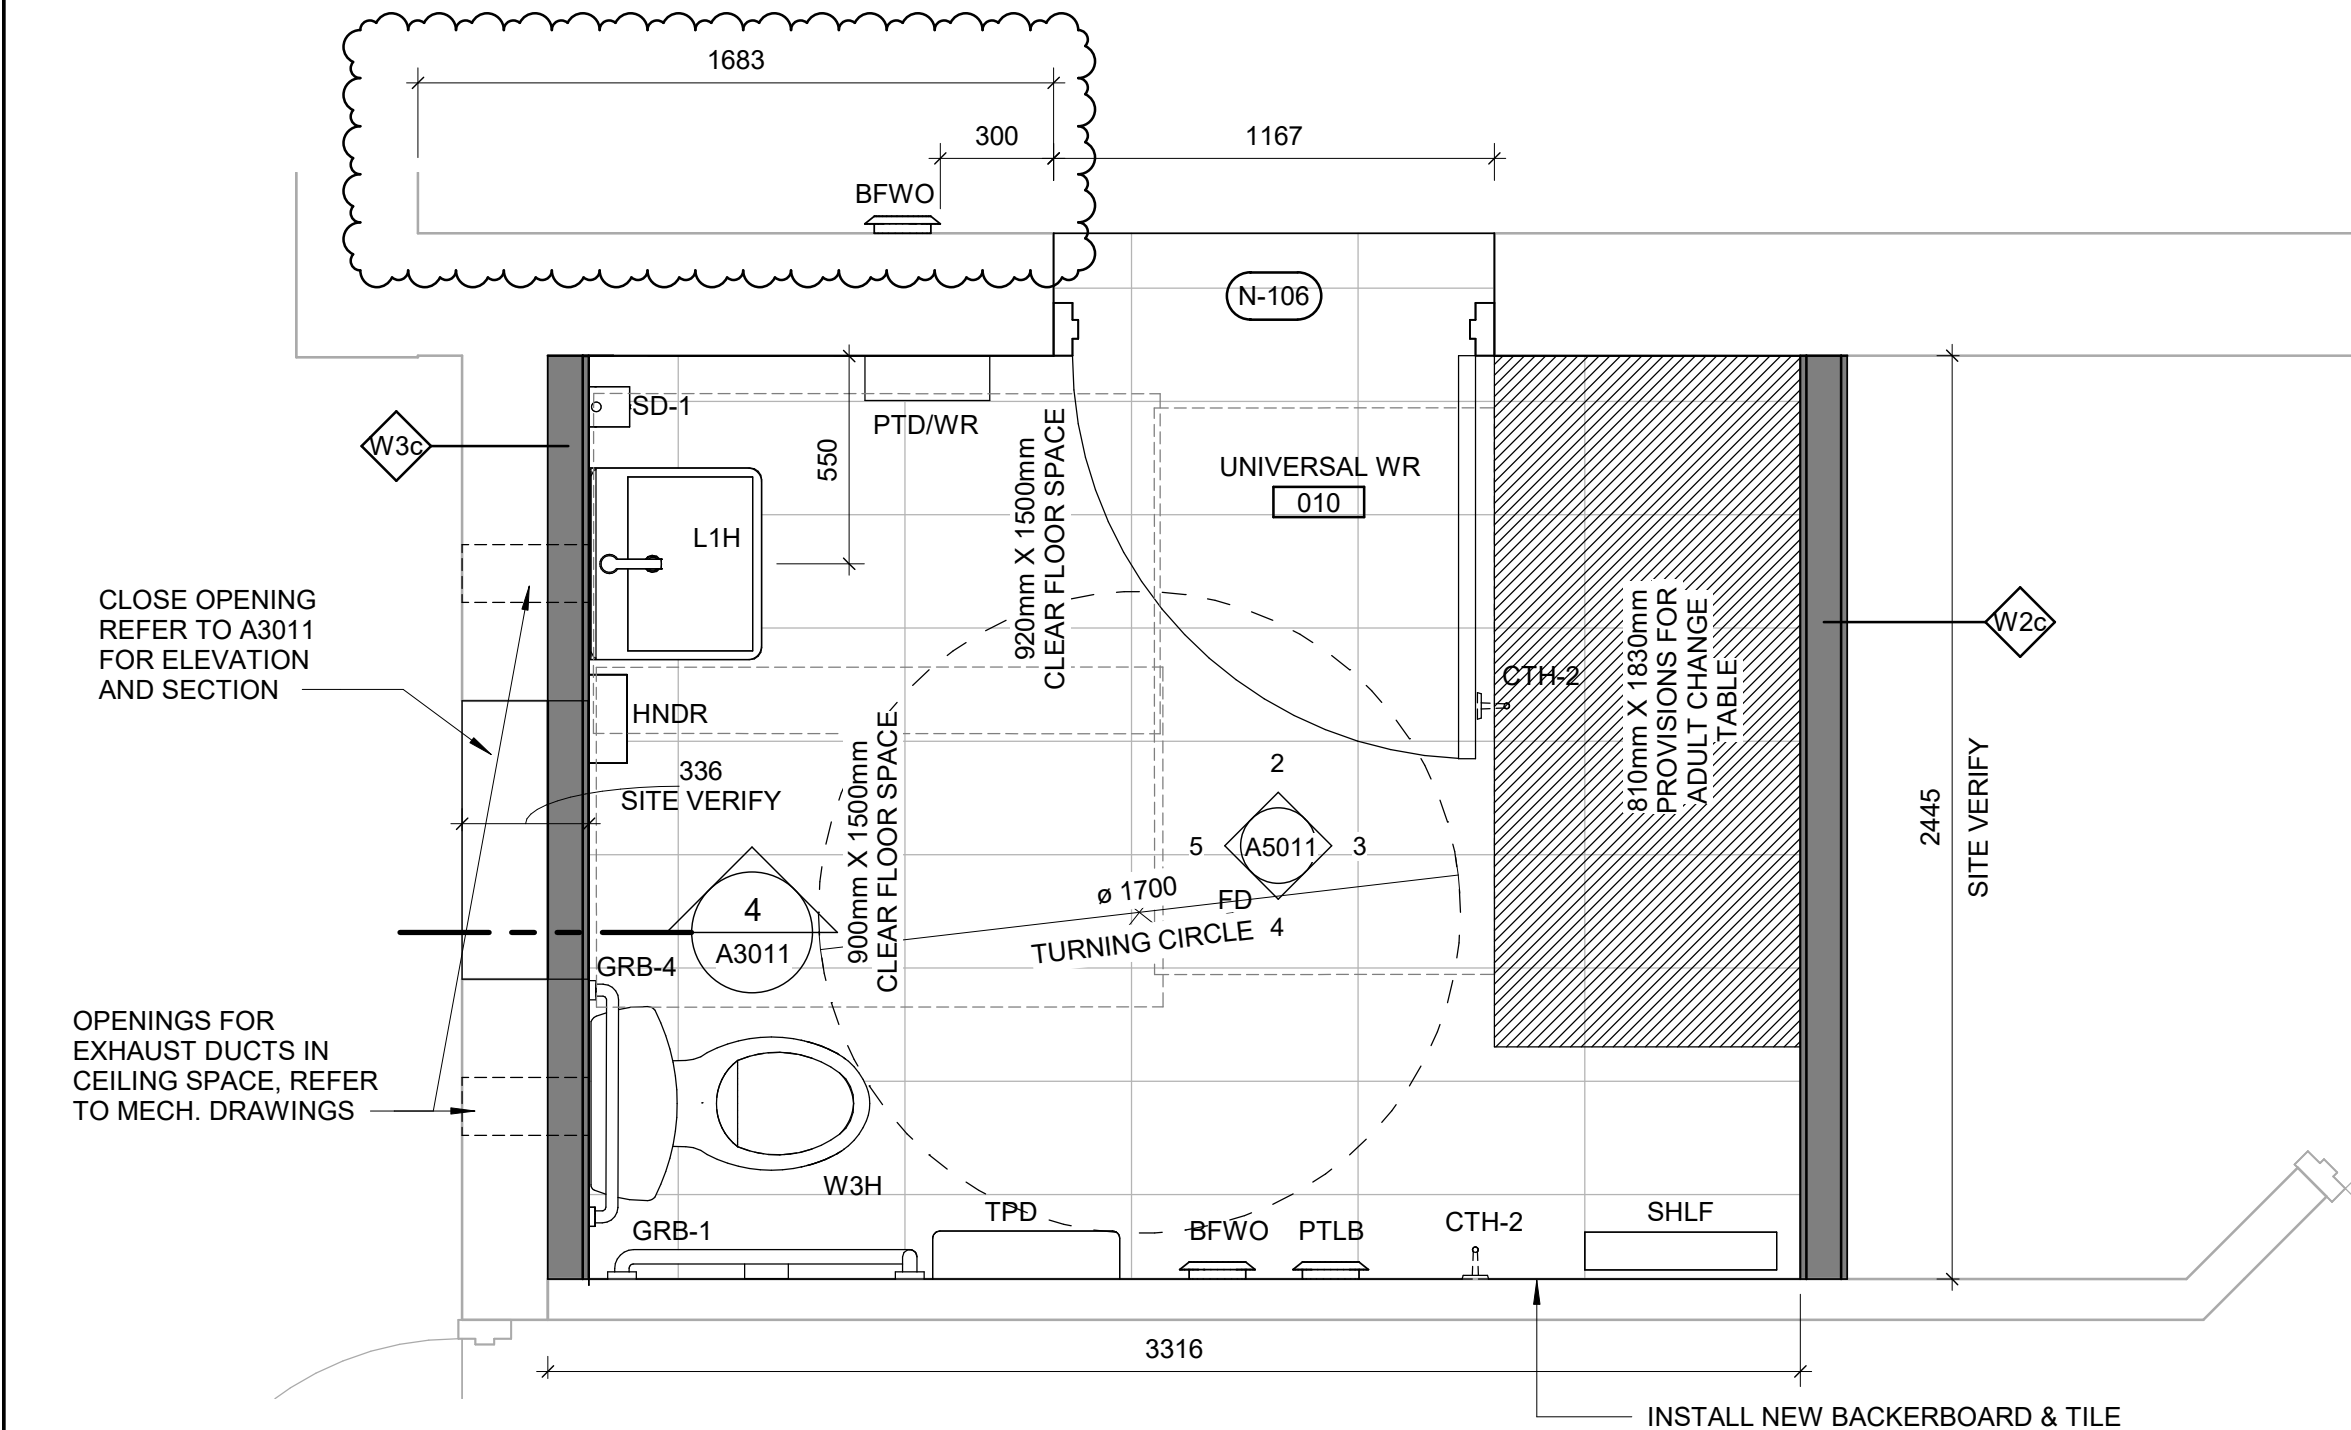 1683
300
1167
BFWO
N-106
SD-1
PTD/WR
W3c
550
920mm X 1500mm
CLEAR FLOOR SPACE
UNIVERSAL WR
010
L1H
CLOSE OPENING
REFER TO A3011
FOR ELEVATION
AND SECTION
810mm X 1830mm
PROVISIONS FOR
ADULT CHANGE
TABLE
W2c
CTH-2
HNDR
336
SITE VERIFY
900mm X 1500mm
CLEAR FLOOR SPACE
2
5
A5011
3
4
2445
SITE VERIFY
ø 1700
FD
TURNING CIRCLE
4
A3011
GRB-4
OPENINGS FOR
EXHAUST DUCTS IN
CEILING SPACE, REFER
TO MECH. DRAWINGS
W3H
GRB-1
TPD
BFWO
PTLB
CTH-2
SHLF
3316
INSTALL NEW BACKERBOARD & TILE